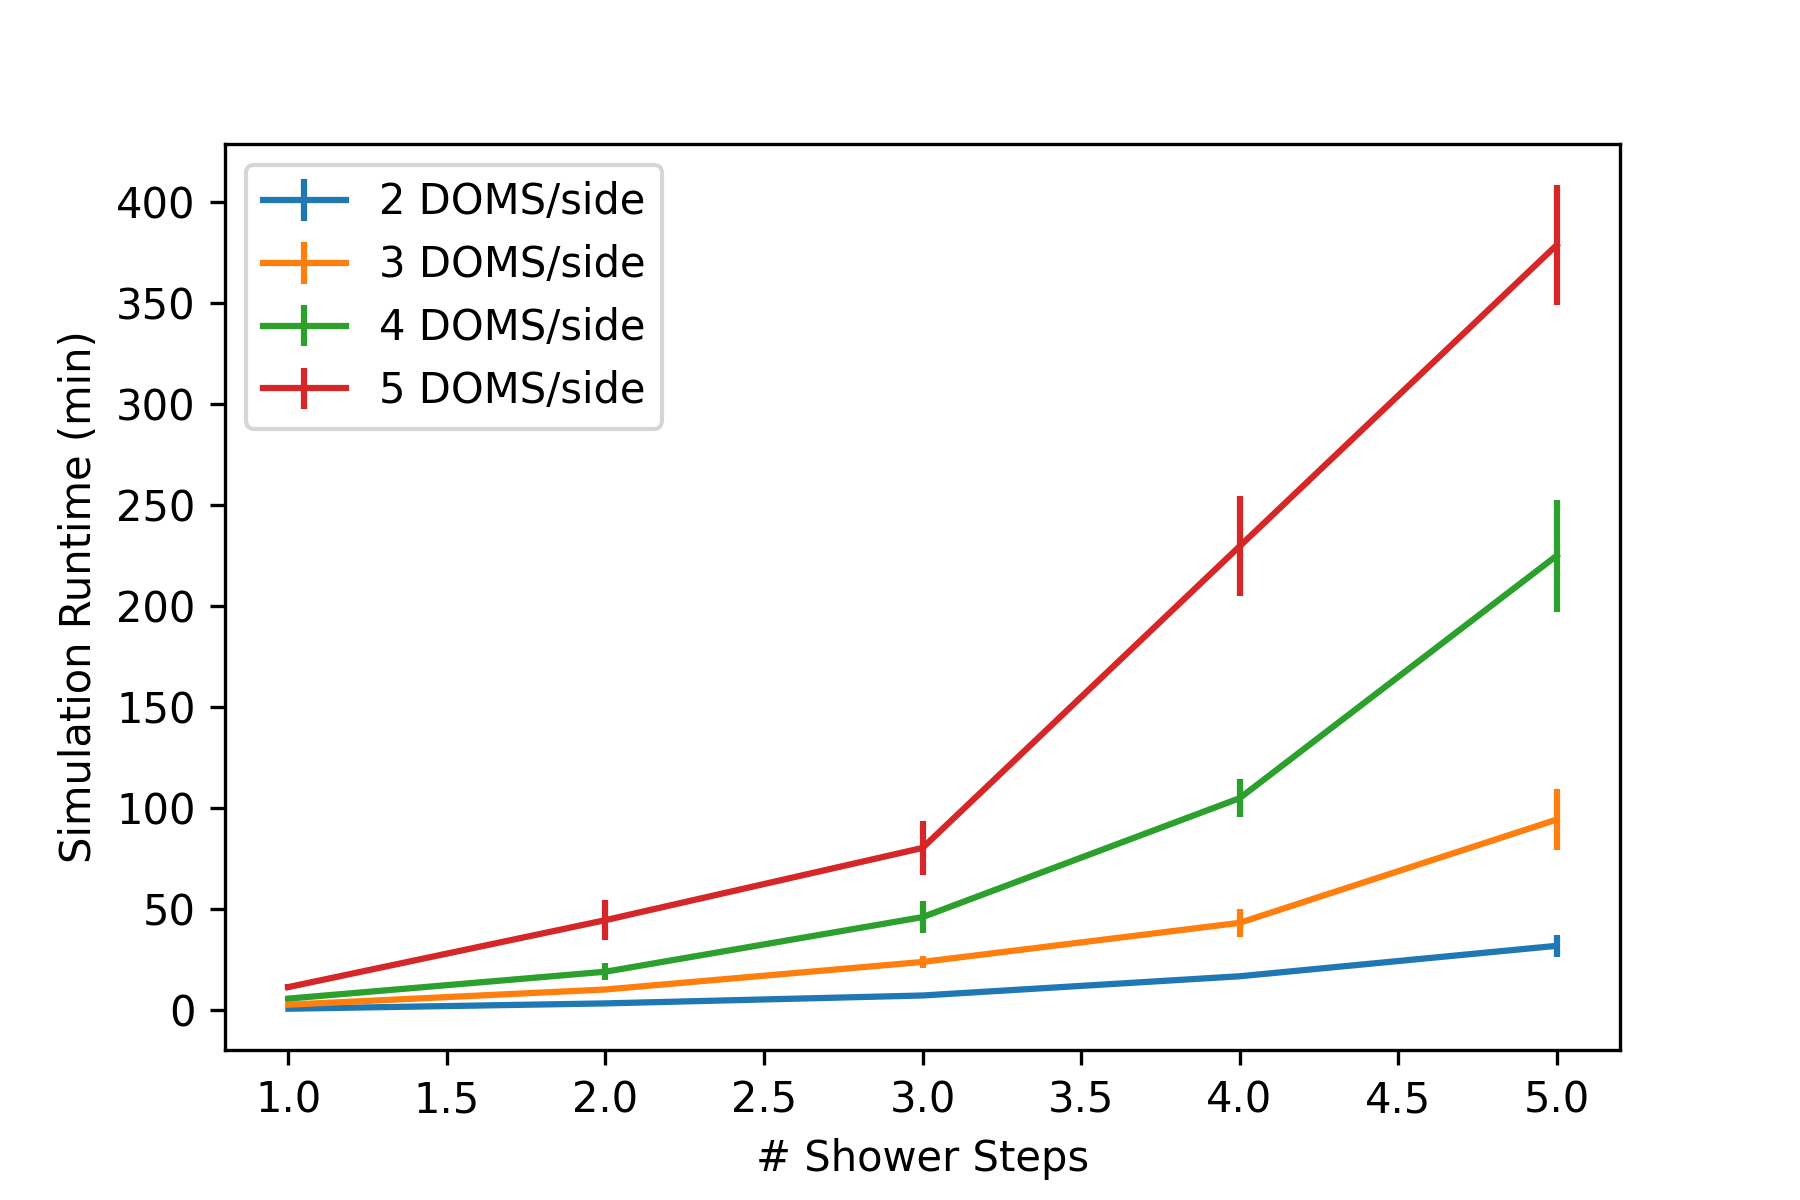 2 DOMS/side
3 DOMS/side
4 DOMS/side
5 DOMS/side
Simulation Runtime (min)
400
350
300
250
200
150
100
50
0
1.0 1.5 2.0 2.5 3.0 3.5 4.0 4.5 5.0
# Shower Steps